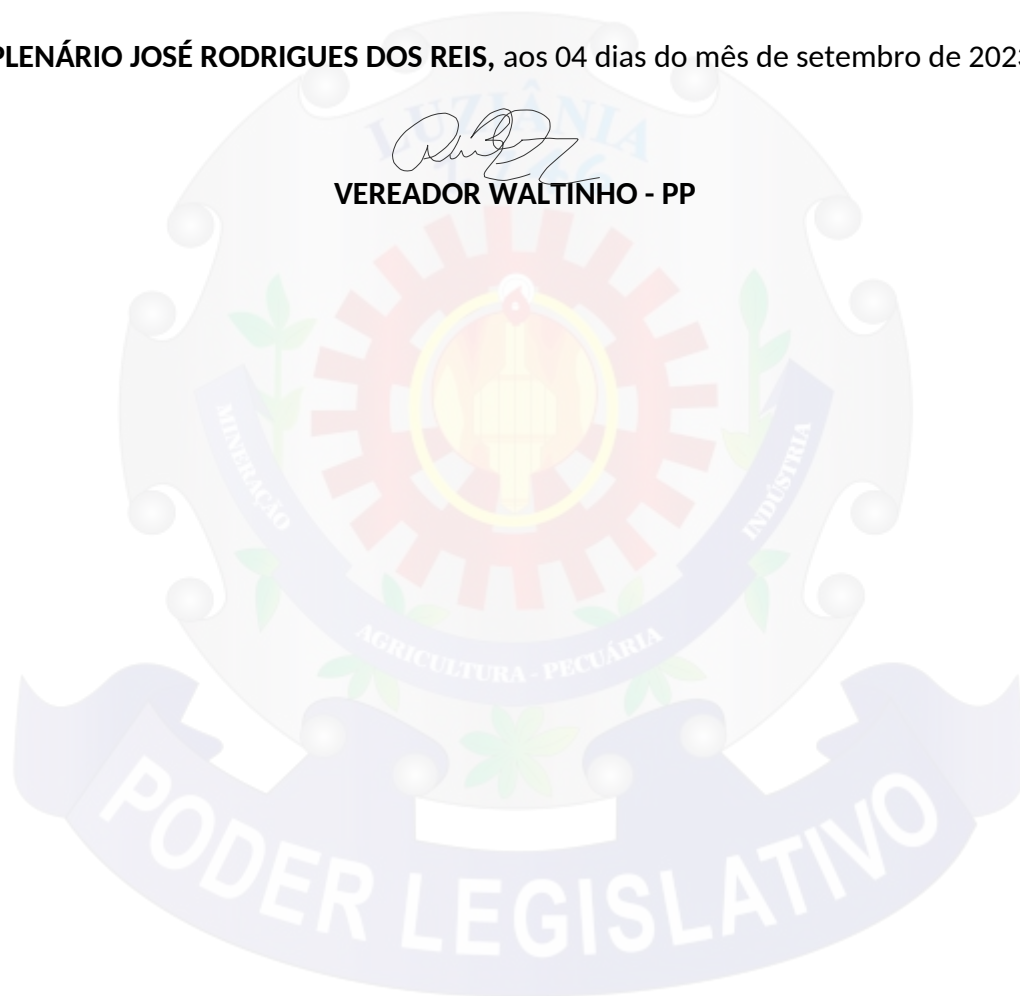 PLENÁRIO JOSÉ RODRIGUES DOS REIS, aos 04 dias do mês de setembro de 2023
LUZIÂNIA
VEREADOR WALTINHO - PP
MINERAÇÃO
INDÚSTRIA
AGRICULTURA - PECUÁRIA
PODER LEGISLATIVO